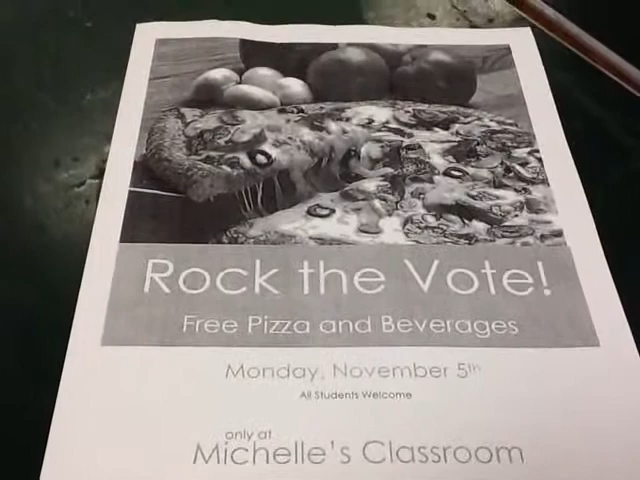 Rock the Vote!
Free Pizza and Beverages
Monday, November 5th
All Students Welcome
only at
Michelle's Classroom